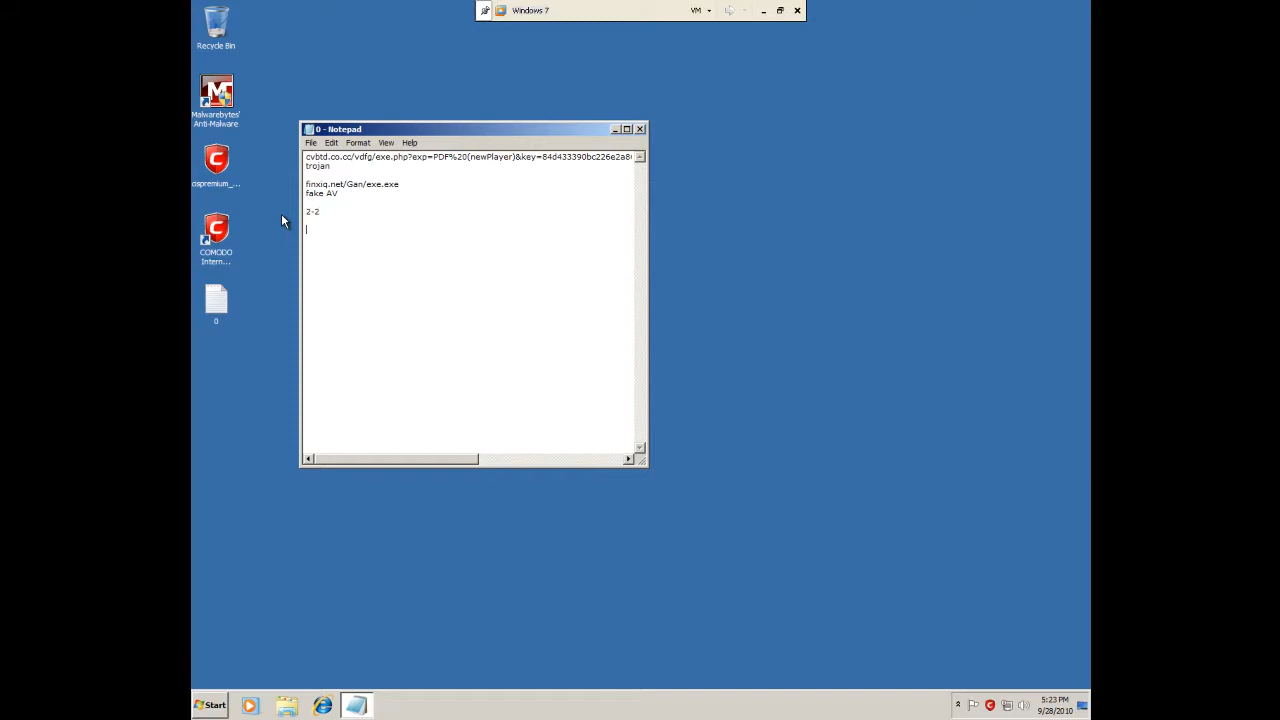 Windows 7
VM
Recycle Bin
Malwarebytes'
Anti-Malware
cispremium_...
COMODO
Intern...
0
0 - Notepad
File Edit Format View Help
cvbtd.co.cc/vdfg/exe.php?exp=PDF%20(newPlayer)&key=84d433390bc226e2a8
trojan
finxiq.net/Gan/exe.exe
fake AV
2-2
Start
5:23 PM
9/28/2010